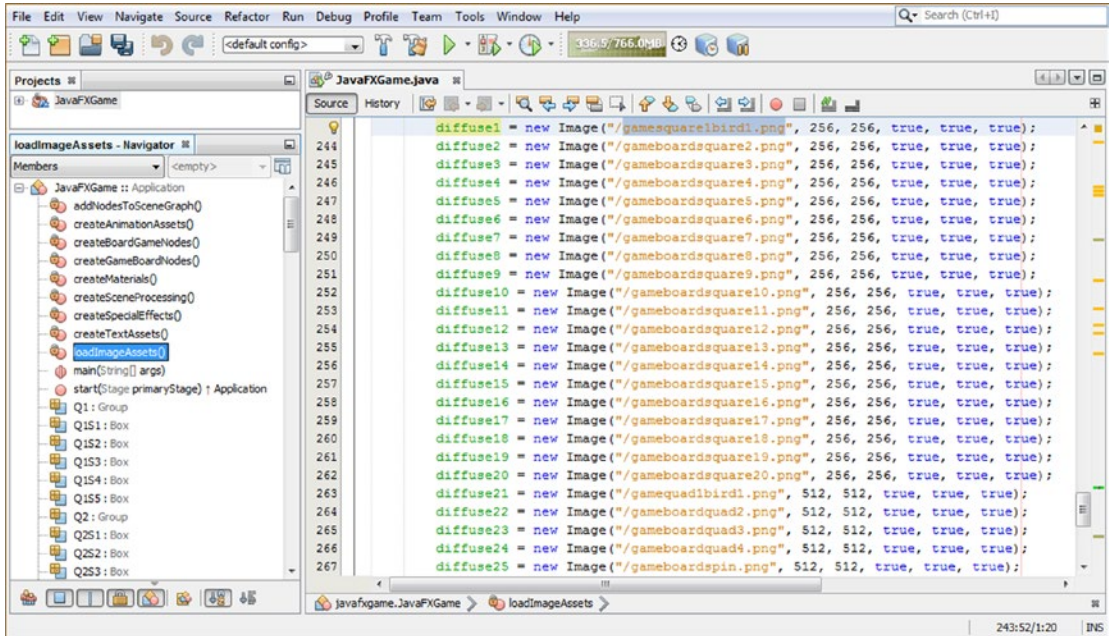 File Edit View Navigate Source Refactor Run Debug Profile Team Tools Window Help
Search (Ctrl+I)
<default config>
336.5/766.0MB
Projects
JavaFXGame
loadImageAssets - Navigator
Members
<empty>
JavaFXGame :: Application
addNodesToSceneGraph()
createAnimationAssets()
createBoardGameNodes()
createGameBoardNodes()
createMaterials()
createSceneProcessing()
createSpecialEffects()
createTextAssets()
loadImageAssets()
main(String[] args)
start(Stage primaryStage) ↑ Application
Q1 : Group
Q1S1 : Box
Q1S2 : Box
Q1S3 : Box
Q1S4 : Box
Q1S5 : Box
Q2 : Group
Q2S1 : Box
Q2S2 : Box
Q2S3 : Box
JavaFXGame.java
Source History
diffuse1 = new Image("/gamesquare1bird1.png", 256, 256, true, true, true);
244 diffuse2 = new Image("/gameboardsquare2.png", 256, 256, true, true, true);
245 diffuse3 = new Image("/gameboardsquare3.png", 256, 256, true, true, true);
246 diffuse4 = new Image("/gameboardsquare4.png", 256, 256, true, true, true);
247 diffuse5 = new Image("/gameboardsquare5.png", 256, 256, true, true, true);
248 diffuse6 = new Image("/gameboardsquare6.png", 256, 256, true, true, true);
249 diffuse7 = new Image("/gameboardsquare7.png", 256, 256, true, true, true);
250 diffuse8 = new Image("/gameboardsquare8.png", 256, 256, true, true, true);
251 diffuse9 = new Image("/gameboardsquare9.png", 256, 256, true, true, true);
252 diffuse10 = new Image("/gameboardsquare10.png", 256, 256, true, true, true);
253 diffuse11 = new Image("/gameboardsquare11.png", 256, 256, true, true, true);
254 diffuse12 = new Image("/gameboardsquare12.png", 256, 256, true, true, true);
255 diffuse13 = new Image("/gameboardsquare13.png", 256, 256, true, true, true);
256 diffuse14 = new Image("/gameboardsquare14.png", 256, 256, true, true, true);
257 diffuse15 = new Image("/gameboardsquare15.png", 256, 256, true, true, true);
258 diffuse16 = new Image("/gameboardsquare16.png", 256, 256, true, true, true);
259 diffuse17 = new Image("/gameboardsquare17.png", 256, 256, true, true, true);
260 diffuse18 = new Image("/gameboardsquare18.png", 256, 256, true, true, true);
261 diffuse19 = new Image("/gameboardsquare19.png", 256, 256, true, true, true);
262 diffuse20 = new Image("/gameboardsquare20.png", 256, 256, true, true, true);
263 diffuse21 = new Image("/gamequad1bird1.png", 512, 512, true, true, true);
264 diffuse22 = new Image("/gameboardquad2.png", 512, 512, true, true, true);
265 diffuse23 = new Image("/gameboardquad3.png", 512, 512, true, true, true);
266 diffuse24 = new Image("/gameboardquad4.png", 512, 512, true, true, true);
267 diffuse25 = new Image("/gameboardspin.png", 512, 512, true, true, true);
javafxgame.JavaFXGame
loadImageAssets
243:52/1:20
INS